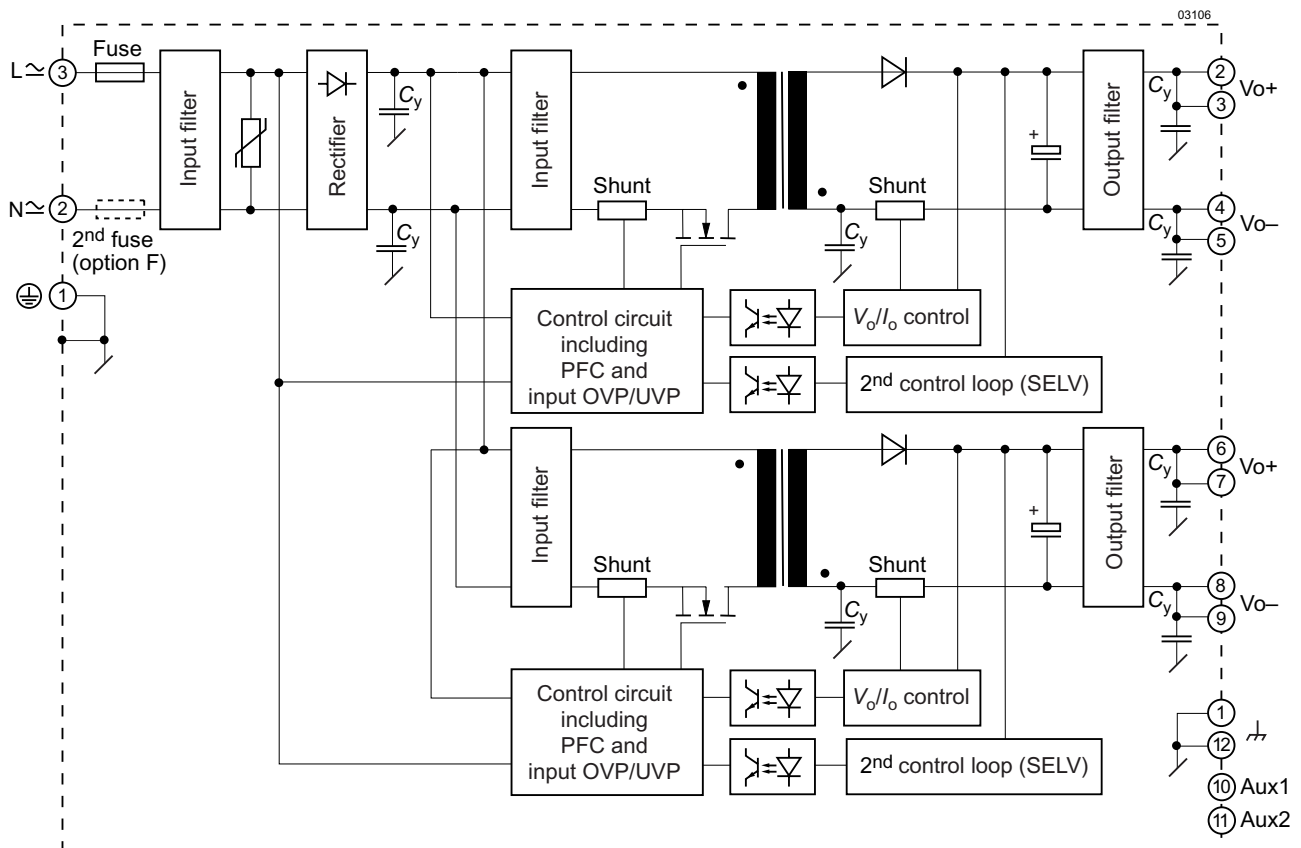 03106
Fuse
L≃ 3
Input filter
Rectifier
Cy
Input filter
Output filter
Cy
2
3
Vo+
N≃ 2
2nd fuse
(option F)
Cy
Shunt
Cy
Shunt
+
Cy
4
5
Vo–
1
Control circuit
including
PFC and
input OVP/UVP
Vo/Io control
2nd control loop (SELV)
Input filter
Output filter
Cy
6
7
Vo+
Shunt
Cy
Shunt
+
Cy
8
9
Vo–
Control circuit
including
PFC and
input OVP/UVP
Vo/Io control
2nd control loop (SELV)
1
12
10 Aux1
11 Aux2